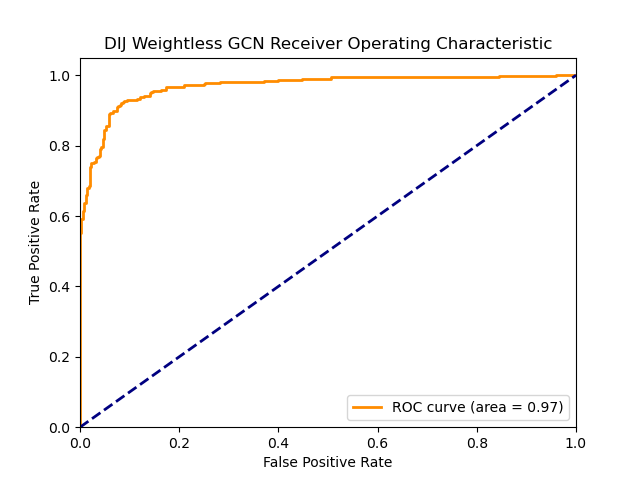 DIJ Weightless GCN Receiver Operating Characteristic
1.0
0.8
0.6
0.4
0.2
0.0
True Positive Rate
ROC curve (area = 0.97)
0.0 0.2 0.4 0.6 0.8 1.0
False Positive Rate